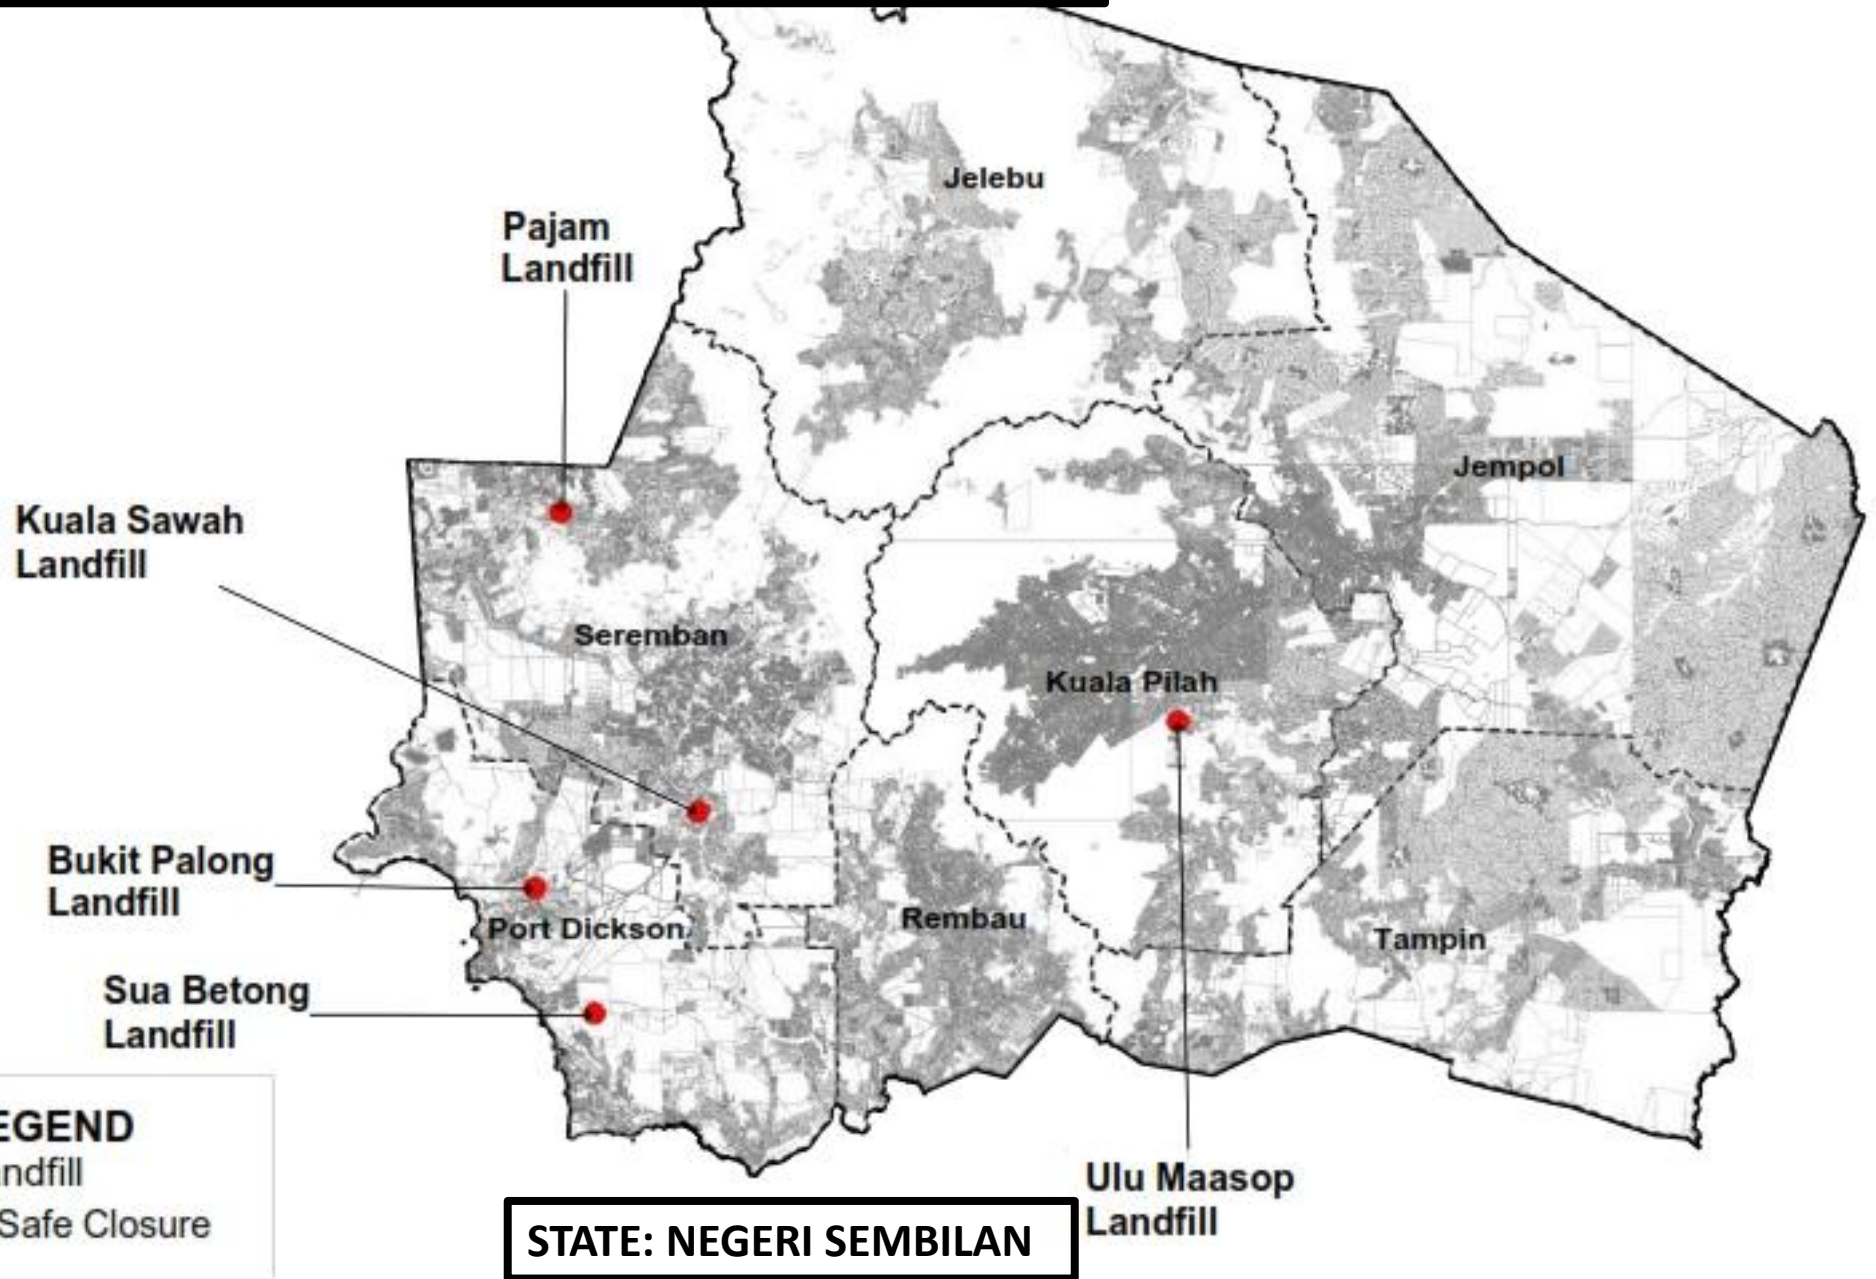 Jelebu
Pajam
Landfill
Jempol
Kuala Sawah
Landfill
Seremban
Kuala Pilah
Bukit Palong
Landfill
Port Dickson
Rembau
Tampin
Sua Betong
Landfill
EGEND
ndfill
Safe Closure
Ulu Maasop
Landfill
STATE: NEGERI SEMBILAN